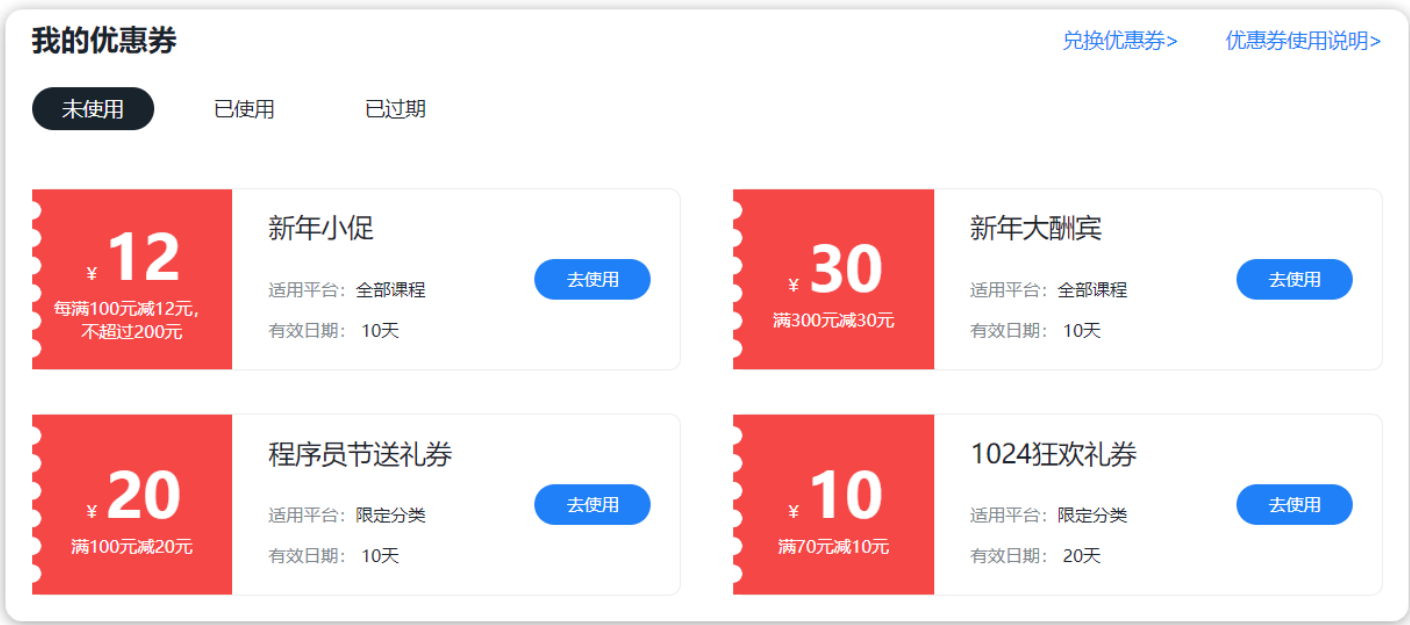 我的优惠券
兑换优惠券>
优惠券使用说明>
未使用
已使用
已过期
¥ 12
每满100元减12元,
不超过200元
新年小促
适用平台：全部课程
有效日期： 10天
去使用
¥ 30
满300元减30元
新年大酬宾
适用平台：全部课程
有效日期： 10天
去使用
¥ 20
满100元减20元
程序员节送礼券
适用平台：限定分类
有效日期： 10天
去使用
¥ 10
满70元减10元
1024狂欢礼券
适用平台：限定分类
有效日期： 20天
去使用